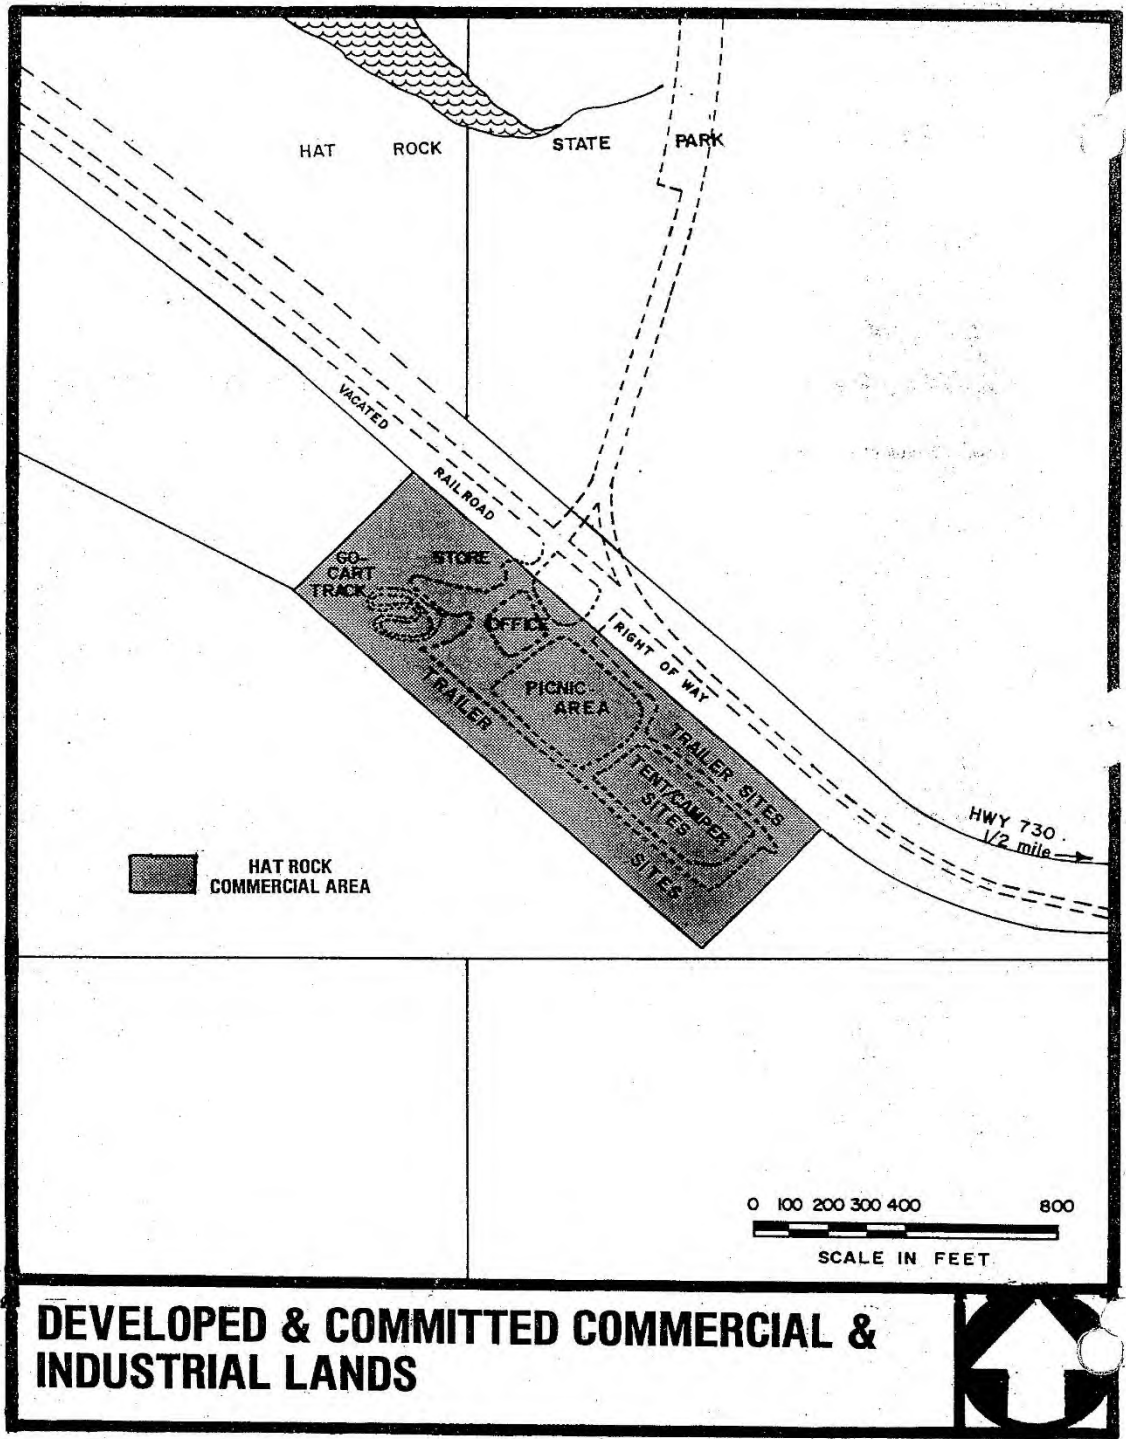 HAT ROCK STATE PARK
VACATED
RAILROAD
RIGHT OF WAY
STORE
GO-
CART
TRACK
OFFICE
PICNIC-
AREA
TRAILER
SITES
TRAILER SITES
TENT/CAMPER
SITES
HWY 730.
1/2 mile
HAT ROCK
COMMERCIAL AREA
0 100 200 300 400 800
SCALE IN FEET
DEVELOPED & COMMITTED COMMERCIAL &
INDUSTRIAL LANDS